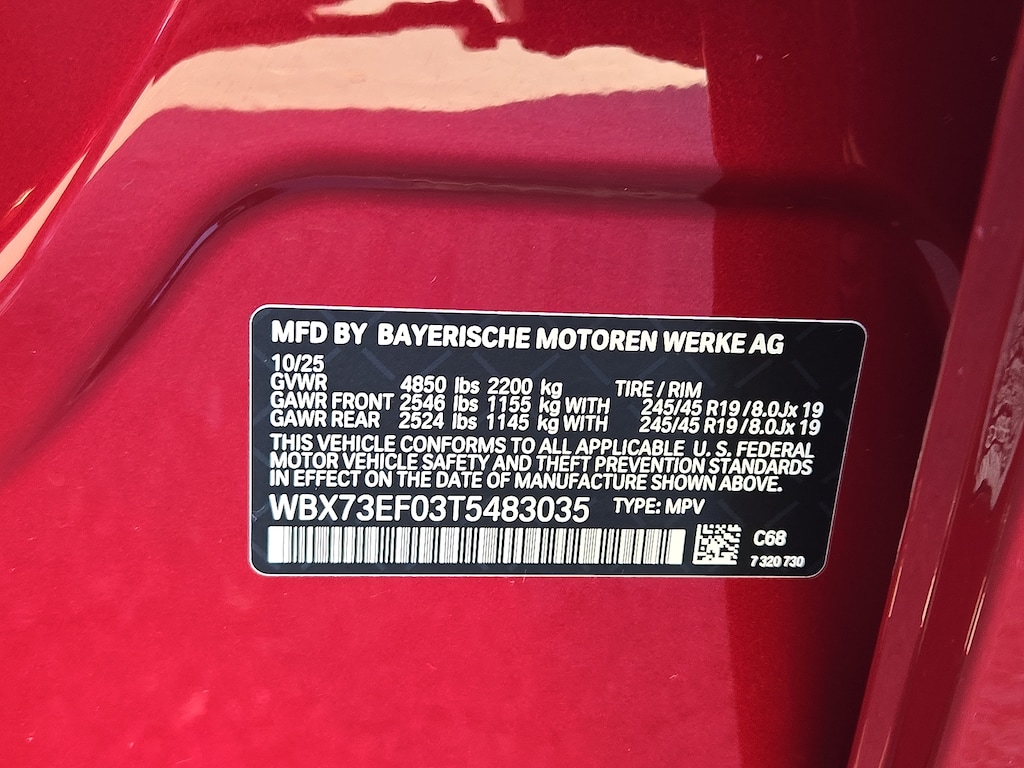 MFD BY BAYERISCHE MOTOREN WERKE AG
10/25
GVWR 4850 lbs 2200 kg TIRE / RIM
GAWR FRONT 2546 lbs 1155 kg WITH 245/45 R19 /8.0Jx 19
GAWR REAR 2524 lbs 1145 kg WITH 245/45 R19 /8.0Jx 19
THIS VEHICLE CONFORMS TO ALL APPLICABLE U. S. FEDERAL
MOTOR VEHICLE SAFETY AND THEFT PREVENTION STANDARDS
IN EFFECT ON THE DATE OF MANUFACTURE SHOWN ABOVE.
WBX73EF03T5483035 TYPE: MPV
C68
7 320 730